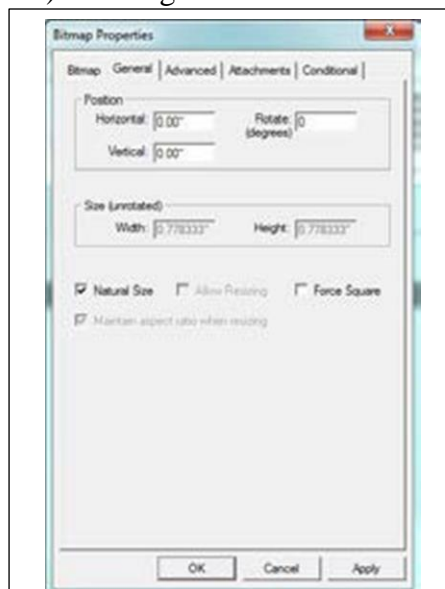 Bitmap Properties
Bitmap General Advanced Attachments Conditional
Position
Horizontal: 0.00" Rotate: 0
(degrees)
Vertical: 0.00"
Size (unrotated)
Width: 0.778333" Height: 0.778333"
Natural Size Allow Resizing Force Square
Maintain aspect ratio when resizing
OK Cancel Apply